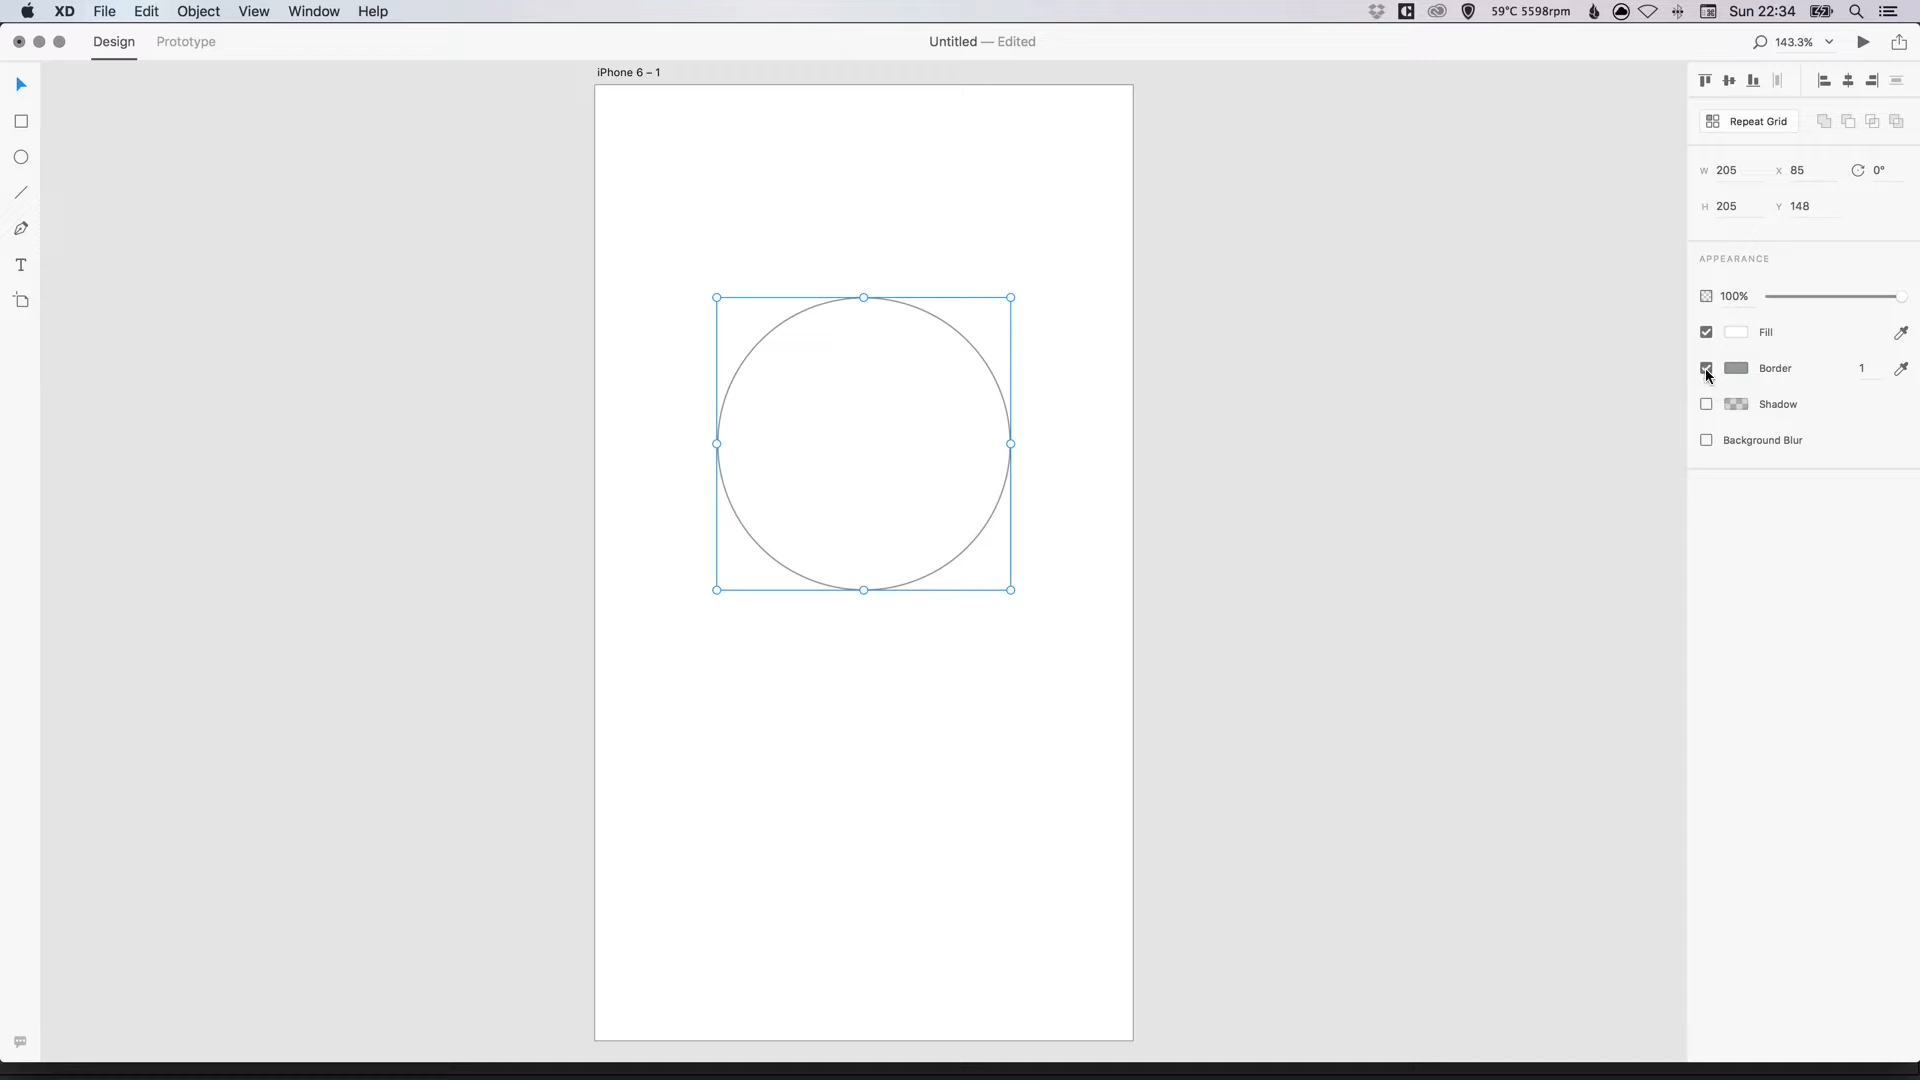 XD File Edit Object View Window Help 59°C 5598rpm Sun 22:34
Design Prototype Untitled — Edited 143.3%
iPhone 6 – 1
Repeat Grid
W 205 X 85 0°
H 205 Y 148
APPEARANCE
100%
Fill
Border 1
Shadow
Background Blur
T